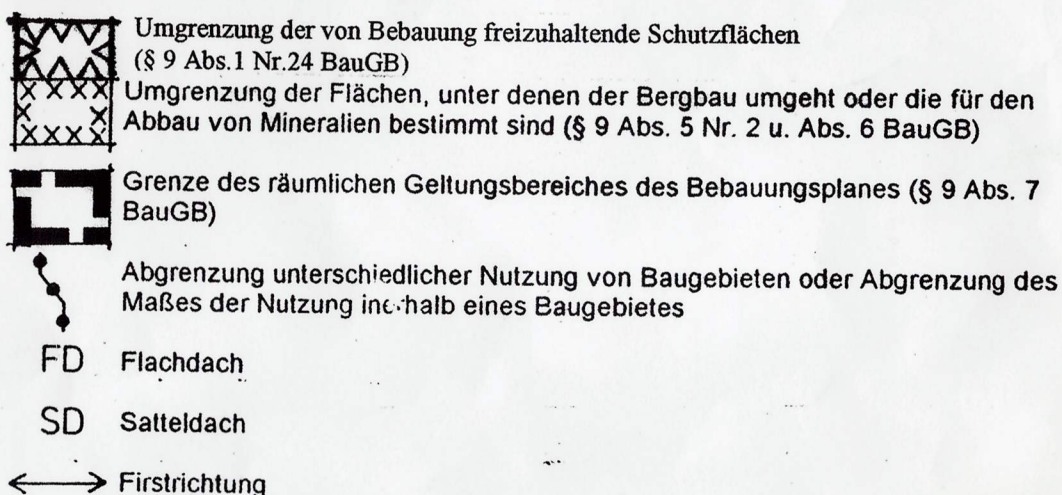 Umgrenzung der von Bebauung freizuhaltende Schutzflächen
(§ 9 Abs.1 Nr.24 BauGB)
Umgrenzung der Flächen, unter denen der Bergbau umgeht oder die für den
Abbau von Mineralien bestimmt sind (§ 9 Abs. 5 Nr. 2 u. Abs. 6 BauGB)
Grenze des räumlichen Geltungsbereiches des Bebauungsplanes (§ 9 Abs. 7
BauGB)
Abgrenzung unterschiedlicher Nutzung von Baugebieten oder Abgrenzung des
Maßes der Nutzung innerhalb eines Baugebietes
FD Flachdach
SD Satteldach
Firstrichtung